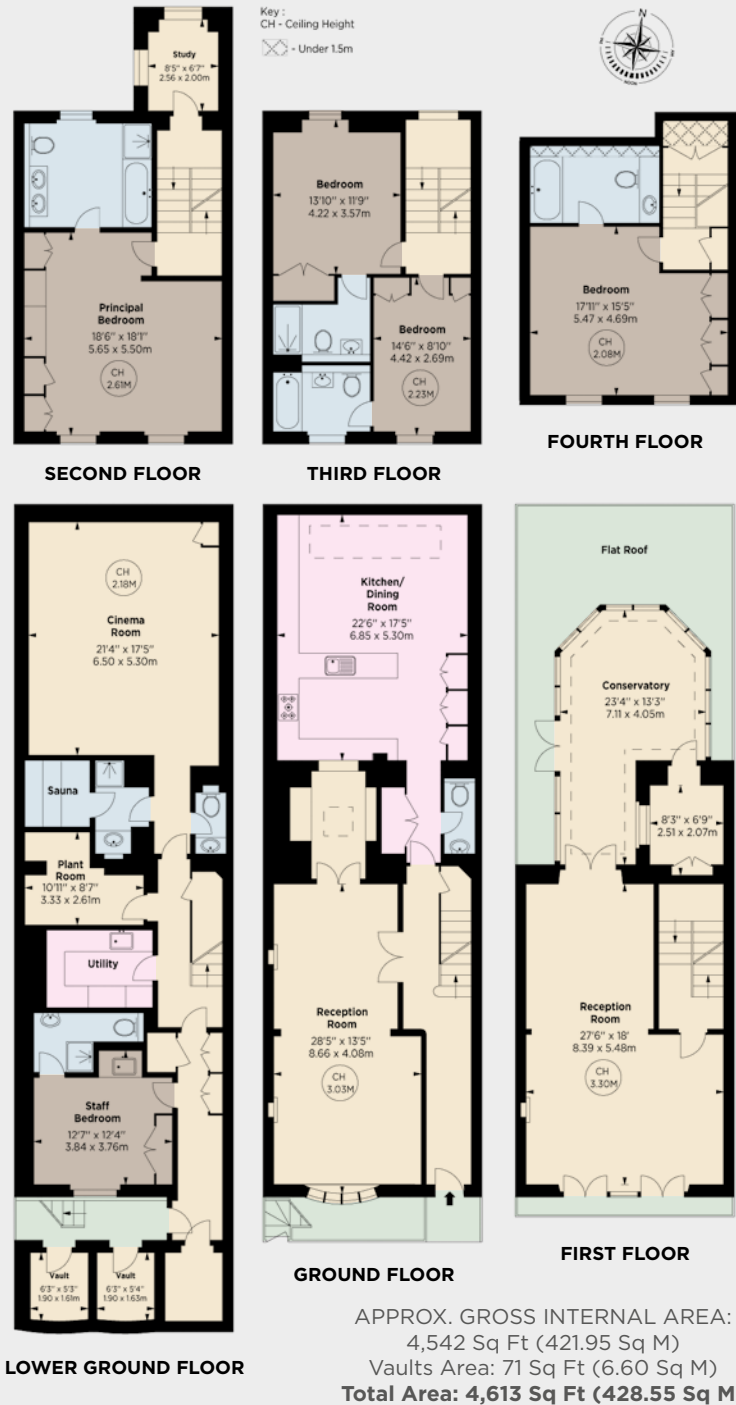 Key :
CH - Ceiling Height
- Under 1.5m
N
Study
8'5" x 6'7"
2.56 x 2.00m
Principal
Bedroom
18'6" x 18'1"
5.65 x 5.50m
CH
2.61M
SECOND FLOOR
Bedroom
13'10" x 11'9"
4.22 x 3.57m
Bedroom
14'6" x 8'10"
4.42 x 2.69m
CH
2.23M
THIRD FLOOR
Bedroom
17'11" x 15'5"
5.47 x 4.69m
CH
2.08M
FOURTH FLOOR
CH
2.18M
Cinema
Room
21'4" x 17'5"
6.50 x 5.30m
Sauna
Plant
Room
10'11" x 8'7"
3.33 x 2.61m
Utility
Staff
Bedroom
12'7" x 12'4"
3.84 x 3.76m
Vault
6'3" x 5'3"
1.90 x 1.61m
Vault
6'3" x 5'4"
1.90 x 1.63m
LOWER GROUND FLOOR
Kitchen/
Dining
Room
22'6" x 17'5"
6.85 x 5.30m
Reception
Room
28'5" x 13'5"
8.66 x 4.08m
CH
3.03M
GROUND FLOOR
Flat Roof
Conservatory
23'4" x 13'3"
7.11 x 4.05m
8'3" x 6'9"
2.51 x 2.07m
Reception
Room
27'6" x 18'
8.39 x 5.48m
CH
3.30M
FIRST FLOOR
APPROX. GROSS INTERNAL AREA:
4,542 Sq Ft (421.95 Sq M)
Vaults Area: 71 Sq Ft (6.60 Sq M)
Total Area: 4,613 Sq Ft (428.55 Sq M